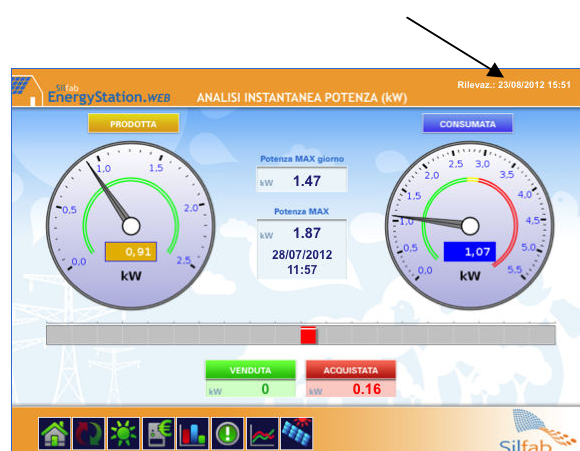 Silfab
EnergyStation.WEB
ANALISI INSTANTANEA POTENZA (kW)
Rilevaz.: 23/08/2012 15:51
PRODOTTA
CONSUMATA
0,0
0,5
1,0
1,5
2,0
2,5
0,91
kW
Potenza MAX giorno
kW 1.47
Potenza MAX
kW 1.87
28/07/2012
11:57
0,0
0,5
1,0
1,5
2,0
2,5
3,0
3,5
4,0
4,5
5,0
5,5
1,07
kW
VENDUTA
kW 0
ACQUISTATA
kW 0.16
Silfab